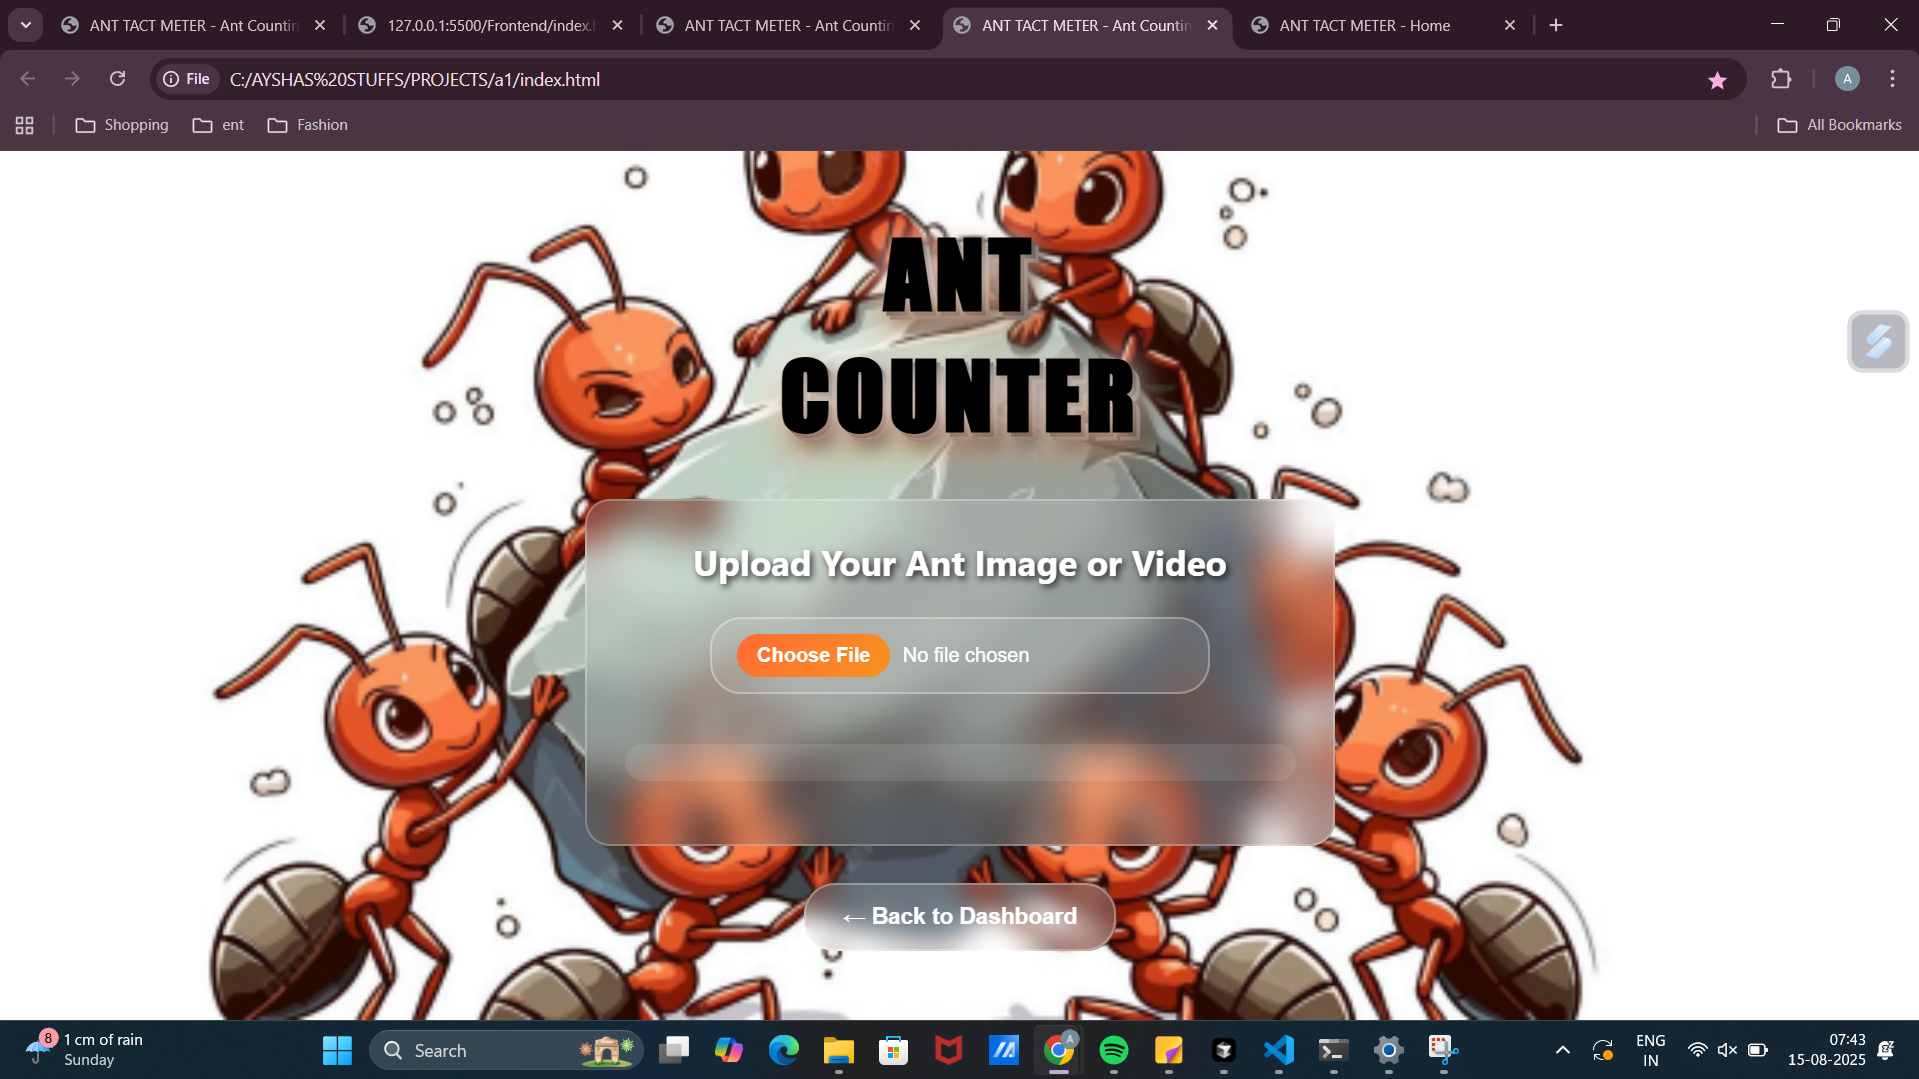 ANT TACT METER - Ant Countin
127.0.0.1:5500/Frontend/index.h
ANT TACT METER - Ant Countin
ANT TACT METER - Ant Countin
ANT TACT METER - Home
File
C:/AYSHAS%20STUFFS/PROJECTS/a1/index.html
A
Shopping
ent
Fashion
All Bookmarks
ANT
COUNTER
Upload Your Ant Image or Video
Choose File
No file chosen
← Back to Dashboard
8
1 cm of rain
Sunday
Search
A
ENG
IN
07:43
15-08-2025